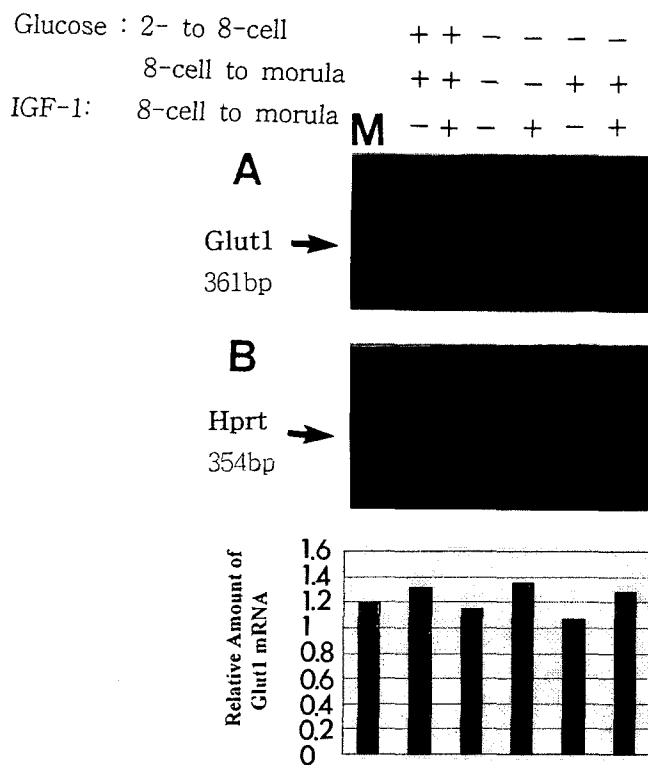 Glucose : 2- to 8-cell + + - - - -
8-cell to morula + + - - + +
IGF-1: 8-cell to morula - + - + - +
M
A
Glut1
361bp
B
Hprt
354bp
Relative Amount of
Glut1 mRNA
1.6
1.4
1.2
1
0.8
0.6
0.4
0.2
0